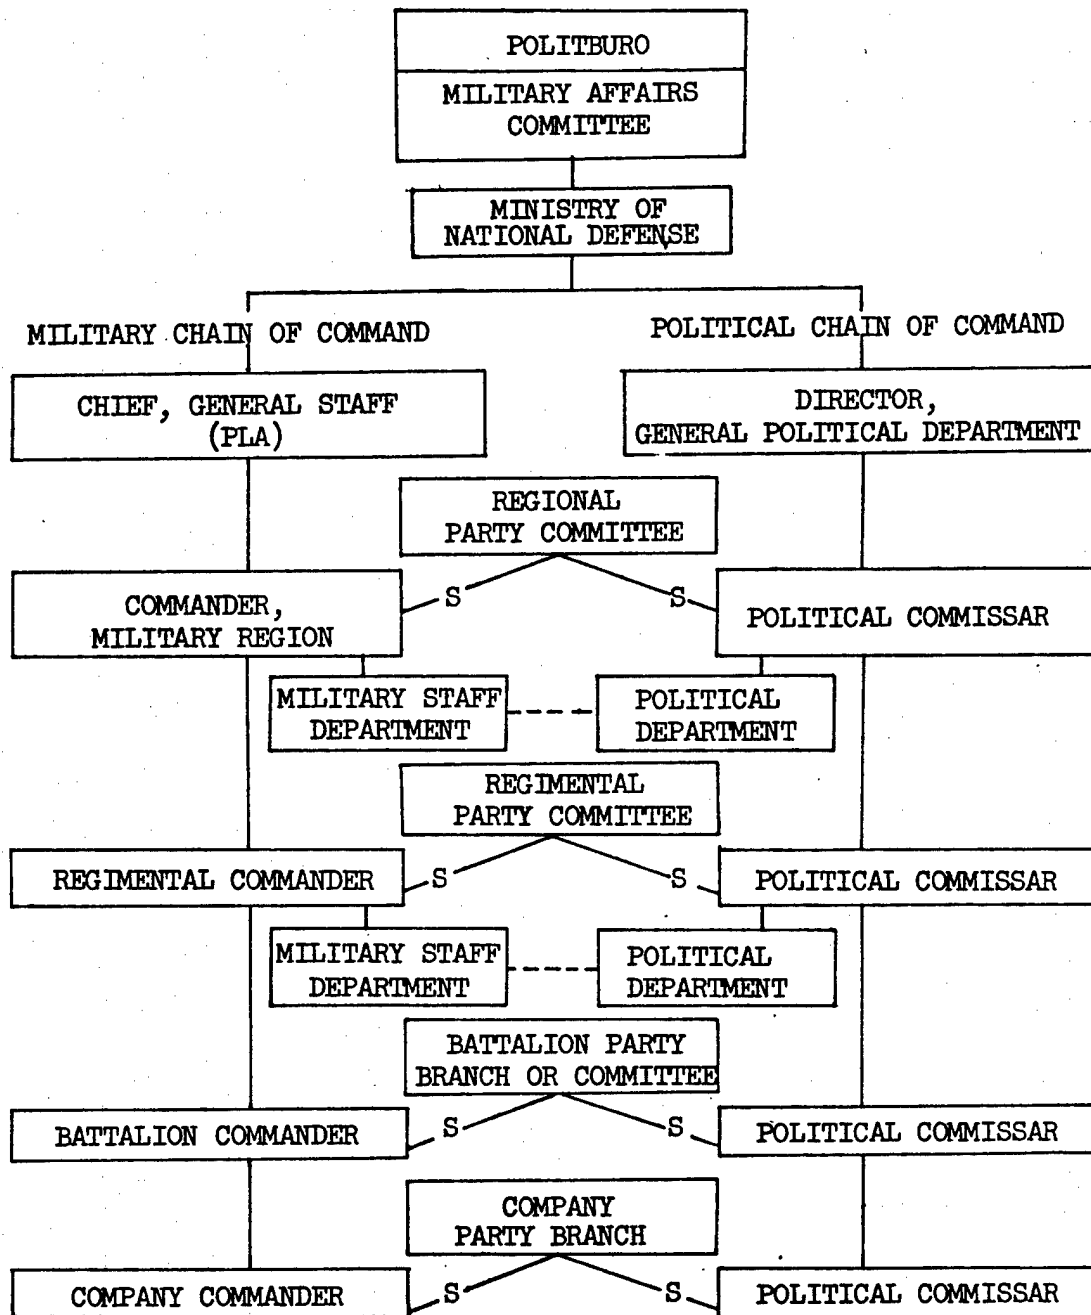 POLITBURO
MILITARY AFFAIRS
COMMITTEE
MINISTRY OF
NATIONAL DEFENSE
MILITARY CHAIN OF COMMAND
POLITICAL CHAIN OF COMMAND
CHIEF, GENERAL STAFF
(PLA)
DIRECTOR,
GENERAL POLITICAL DEPARTMENT
REGIONAL
PARTY COMMITTEE
S
S
COMMANDER,
MILITARY REGION
POLITICAL COMMISSAR
MILITARY STAFF
DEPARTMENT
POLITICAL
DEPARTMENT
REGIMENTAL
PARTY COMMITTEE
S
S
REGIMENTAL COMMANDER
POLITICAL COMMISSAR
MILITARY STAFF
DEPARTMENT
POLITICAL
DEPARTMENT
BATTALION PARTY
BRANCH OR COMMITTEE
S
S
BATTALION COMMANDER
POLITICAL COMMISSAR
COMPANY
PARTY BRANCH
S
S
COMPANY COMMANDER
POLITICAL COMMISSAR